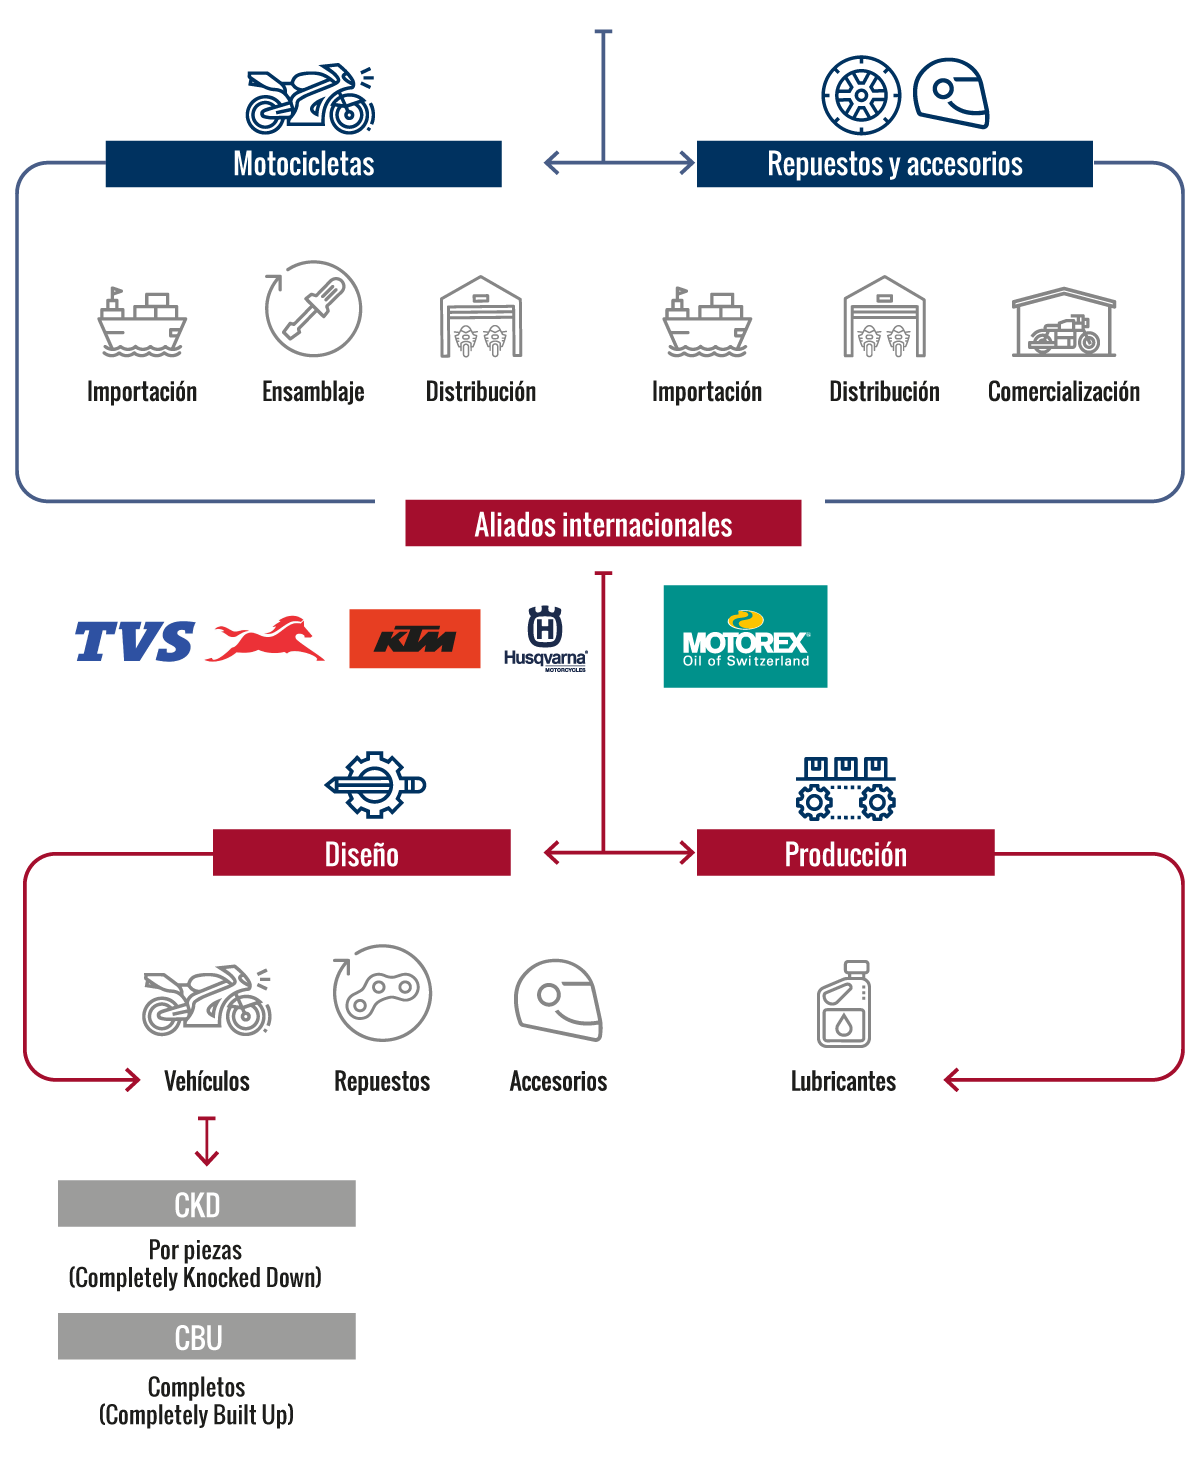 Motocicletas
Repuestos y accesorios
Importación
Ensamblaje
Distribución
Importación
Distribución
Comercialización
Aliados internacionales
TVS
KTM
H
Husqvarna
MOTORCYCLES
MOTOREX
Oil of Switzerland
Diseño
Producción
Vehículos
Repuestos
Accesorios
Lubricantes
CKD
Por piezas
(Completely Knocked Down)
CBU
Completos
(Completely Built Up)